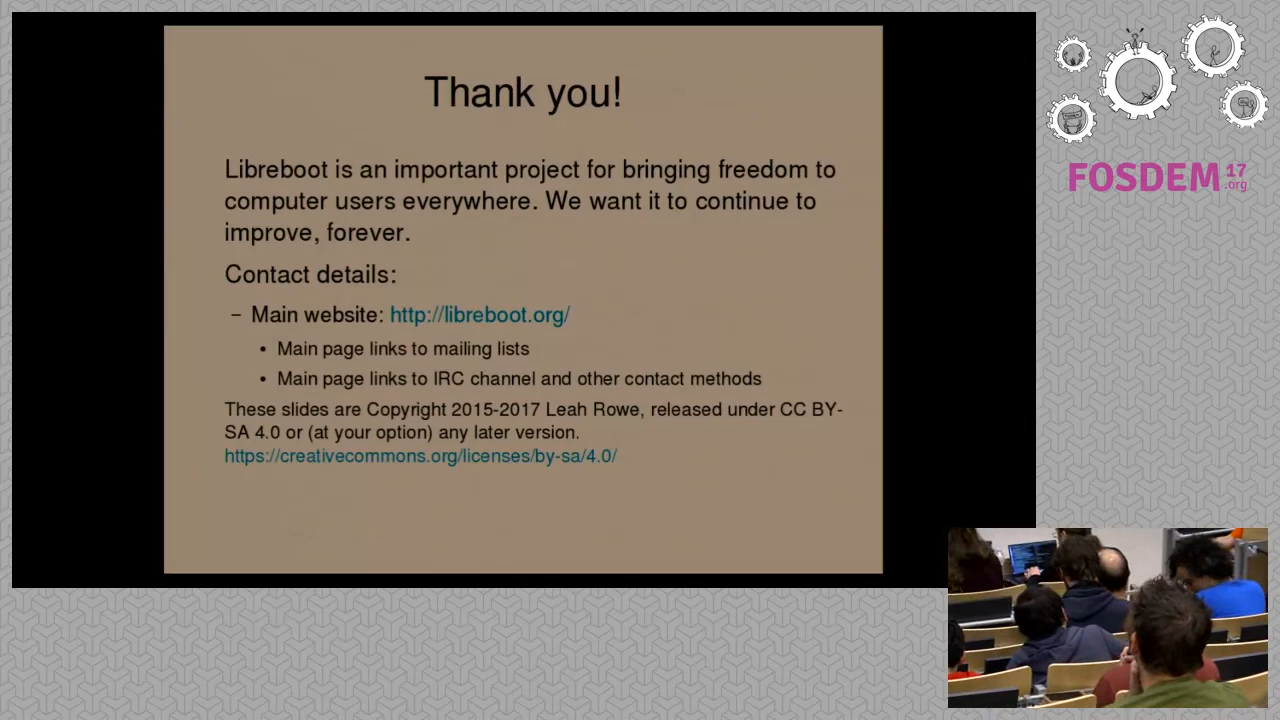 Thank you!
Libreboot is an important project for bringing freedom to
computer users everywhere. We want it to continue to
improve, forever.
Contact details:
– Main website: http://libreboot.org/
• Main page links to mailing lists
• Main page links to IRC channel and other contact methods
These slides are Copyright 2015-2017 Leah Rowe, released under CC BY-
SA 4.0 or (at your option) any later version.
https://creativecommons.org/licenses/by-sa/4.0/
FOSDEM 17
.org